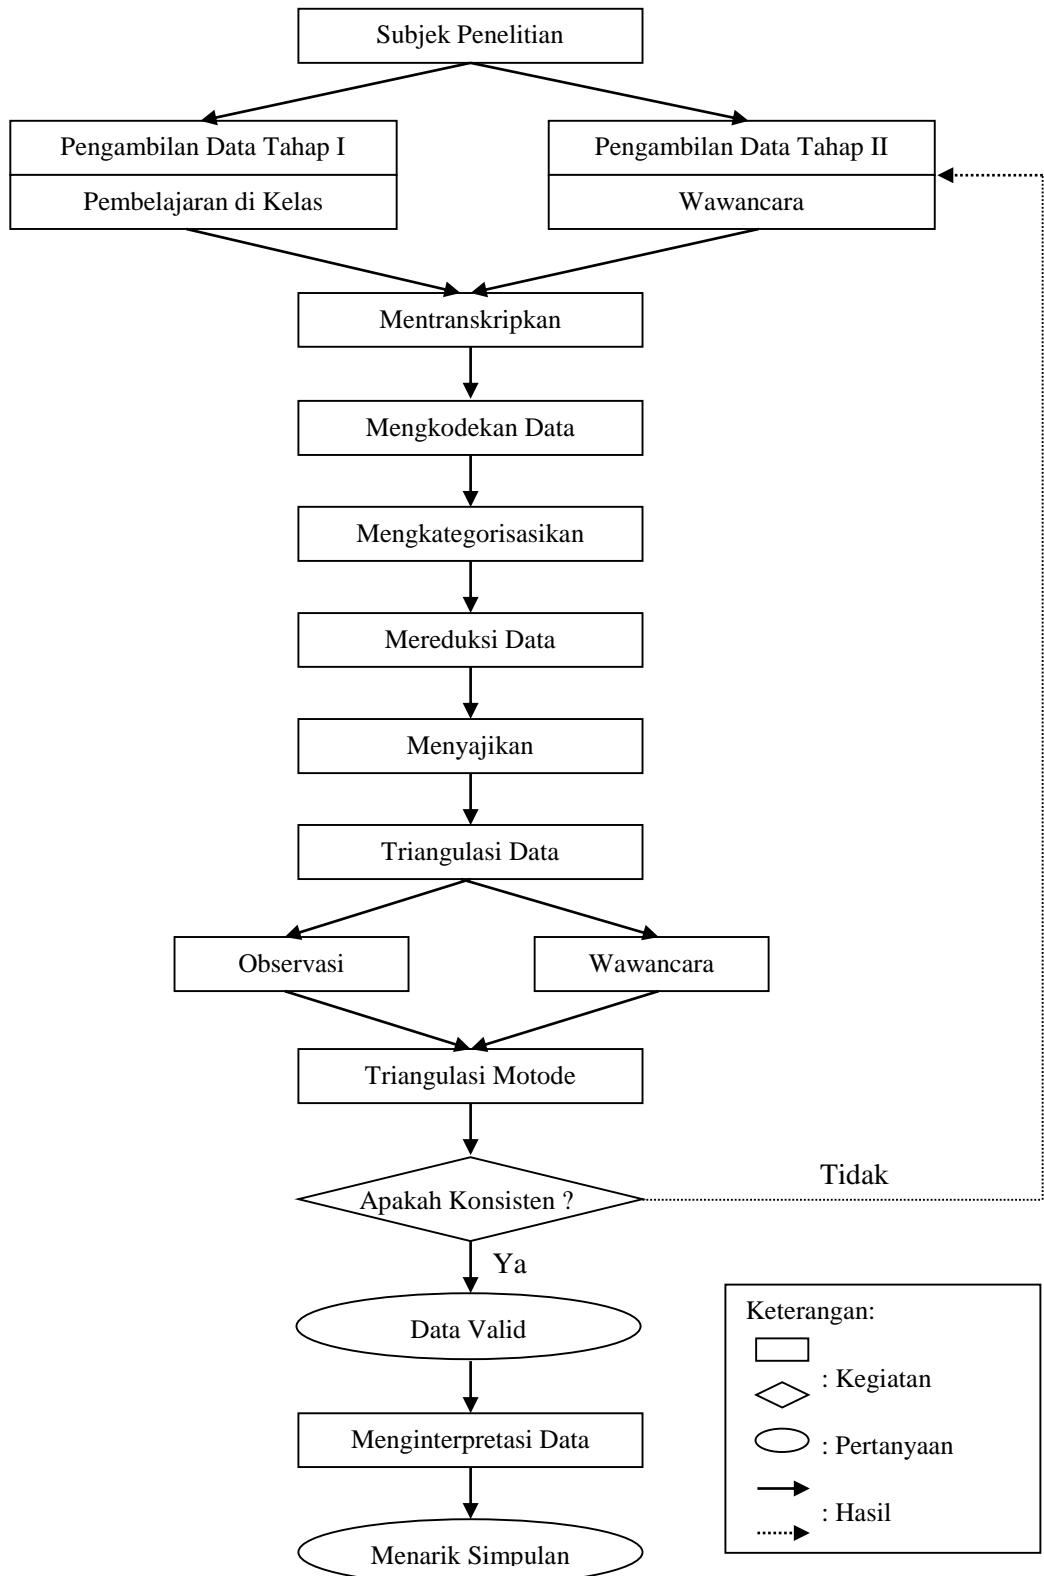 Subjek Penelitian
Pengambilan Data Tahap I
Pembelajaran di Kelas
Pengambilan Data Tahap II
Wawancara
Mentranskripkan
Mengkodekan Data
Mengkategorisasikan
Mereduksi Data
Menyajikan
Triangulasi Data
Observasi
Wawancara
Triangulasi Motode
Apakah Konsisten ?
Tidak
Ya
Data Valid
Menginterpretasi Data
Menarik Simpulan
Keterangan:
: Kegiatan
: Pertanyaan
: Hasil